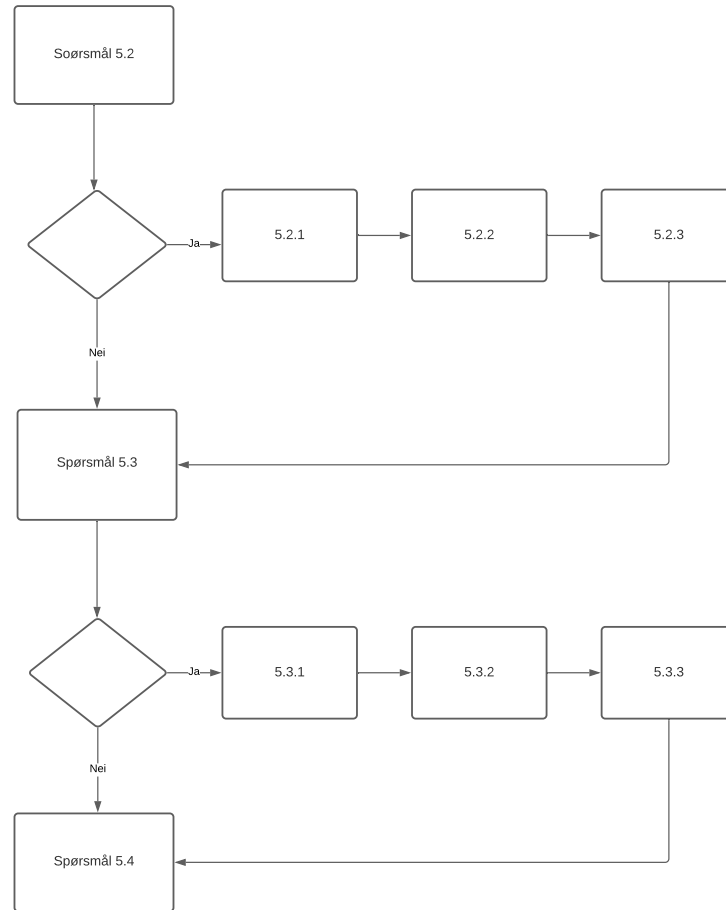 Soørsmål 5.2
Ja
5.2.1
5.2.2
5.2.3
Nei
Spørsmål 5.3
Ja
5.3.1
5.3.2
5.3.3
Nei
Spørsmål 5.4